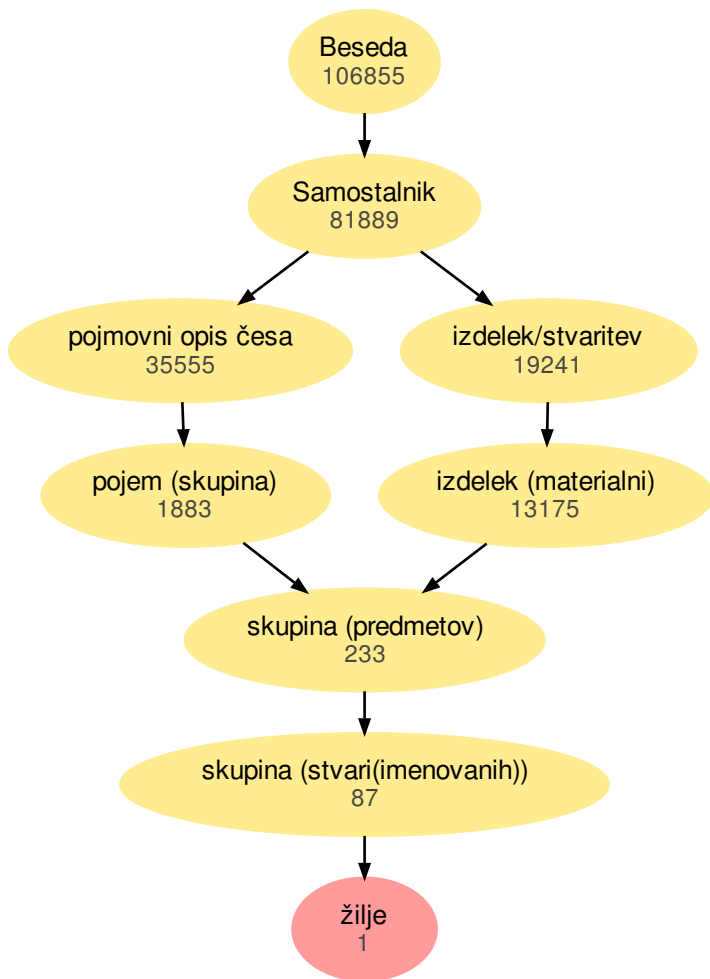 Beseda
106855
Samostalnik
81889
pojmovni opis česa
35555
izdelek/stvaritev
19241
pojem (skupina)
1883
izdelek (materialni)
13175
skupina (predmetov)
233
skupina (stvari(imenovanih))
87
žilje
1